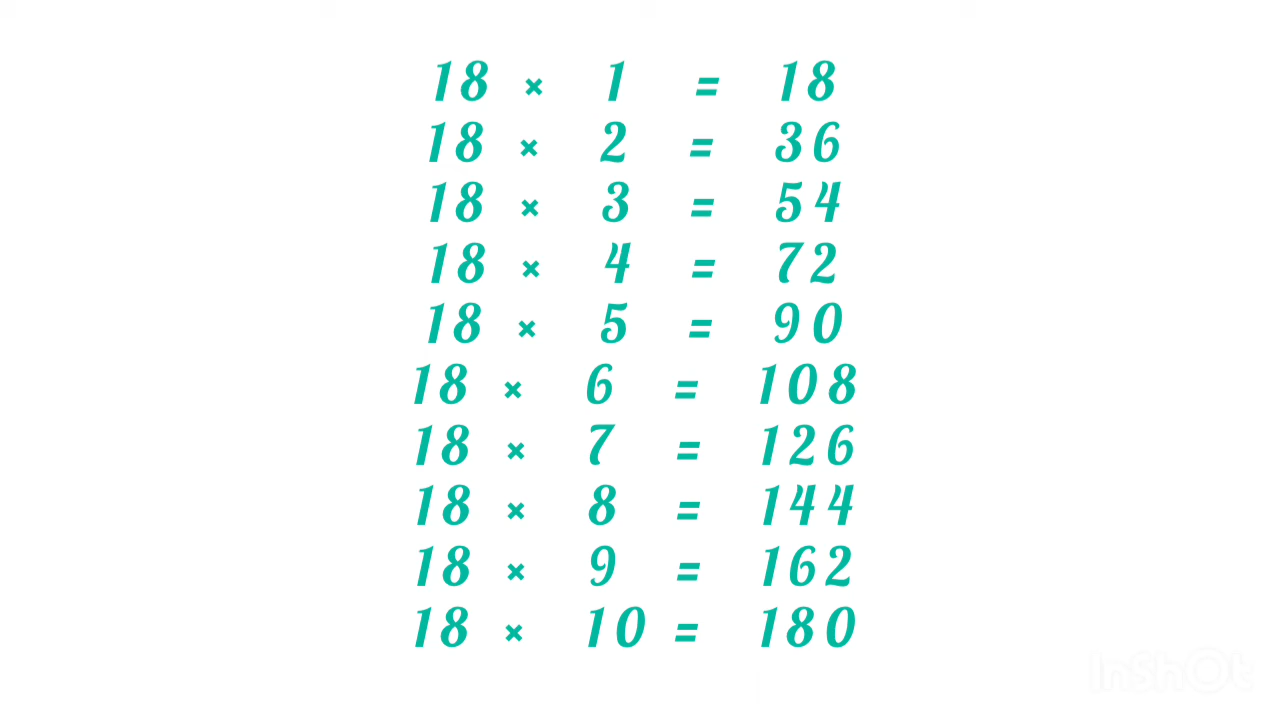 18 × 1 = 18
18 × 2 = 36
18 × 3 = 54
18 × 4 = 72
18 × 5 = 90
18 × 6 = 108
18 × 7 = 126
18 × 8 = 144
18 × 9 = 162
18 × 10 = 180
InShOt